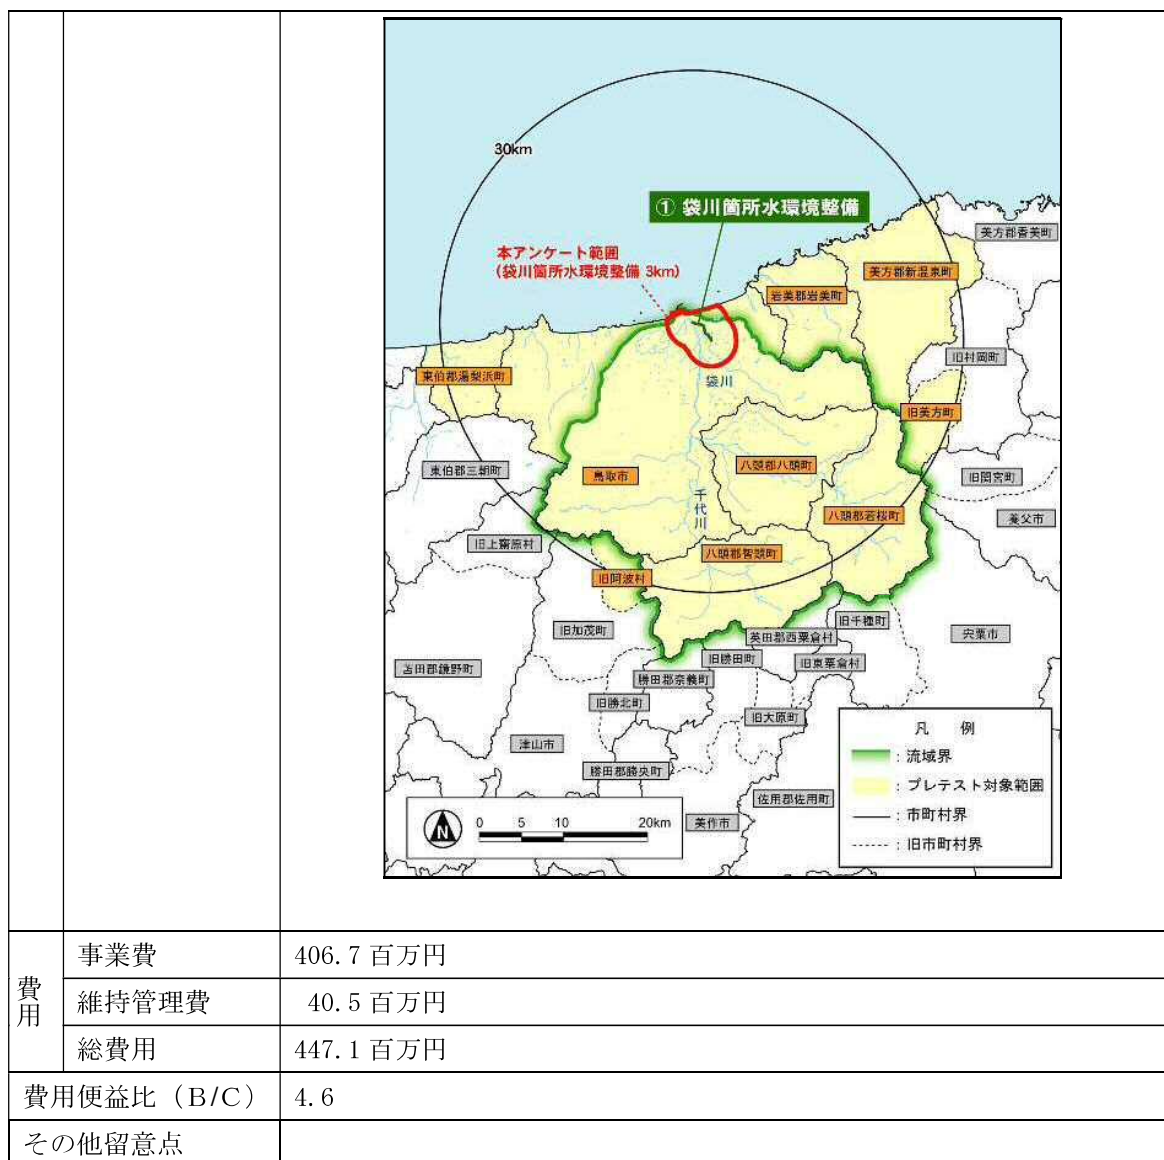 30km
① 袋川箇所水環境整備
美方郡香美町
本アンケート範囲
(袋川箇所水環境整備 3km)
美方郡新温泉町
岩美郡岩美町
旧村岡町
東伯郡湯梨浜町
袋川
旧美方町
東伯郡三朝町
鳥取市
八頭郡八頭町
旧関宮町
千代川
八頭郡若桜町
養父市
旧上齋原村
八頭郡智頭町
旧阿波村
旧加茂町
旧千種町
英田郡西粟倉村
宍粟市
旧勝田町
旧東粟倉村
苫田郡鏡野町
勝田郡奈義町
旧勝北町
旧大原町
津山市
勝田郡勝央町
佐用郡佐用町
美作市
凡 例
：流域界
：プレテスト対象範囲
：市町村界
：旧市町村界
N
0 5 10 20km
費用
事業費 406.7 百万円
維持管理費 40.5 百万円
総費用 447.1 百万円
費用便益比（B/C） 4.6
その他留意点